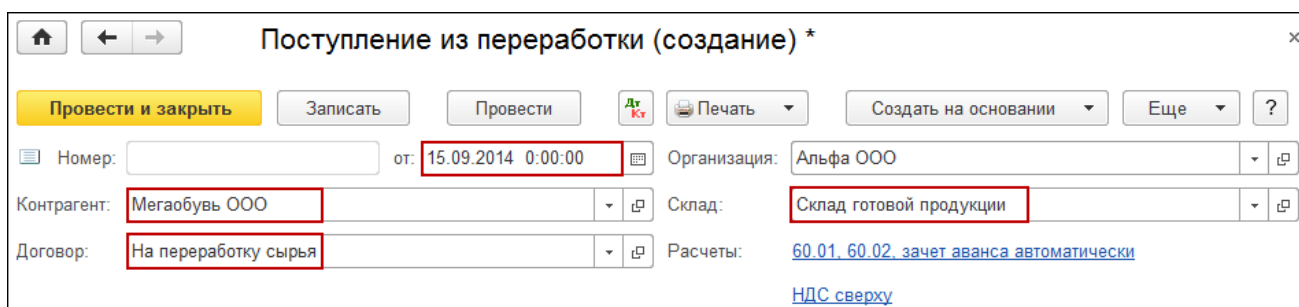 Поступление из переработки (создание) *
Провести и закрыть Записать Провести Дт Кт Печать Создать на основании Еще ?
Номер: от: 15.09.2014 0:00:00 Организация: Альфа ООО
Контрагент: Мегаобувь ООО Склад: Склад готовой продукции
Договор: На переработку сырья Расчеты: 60.01, 60.02, зачет аванса автоматически
НДС сверху